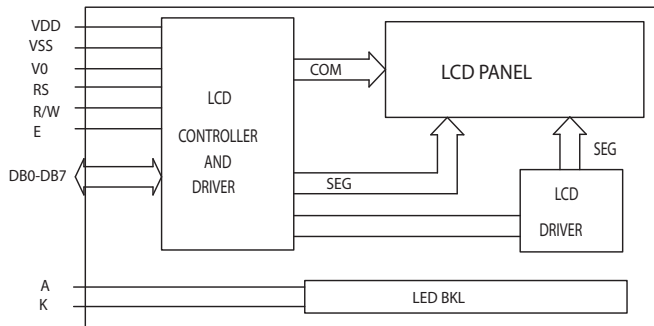 VDD
VSS
V0
RS
R/W
E
DB0-DB7
A
K
LCD
CONTROLLER
AND
DRIVER
COM
SEG
LCD PANEL
SEG
LCD
DRIVER
LED BKL